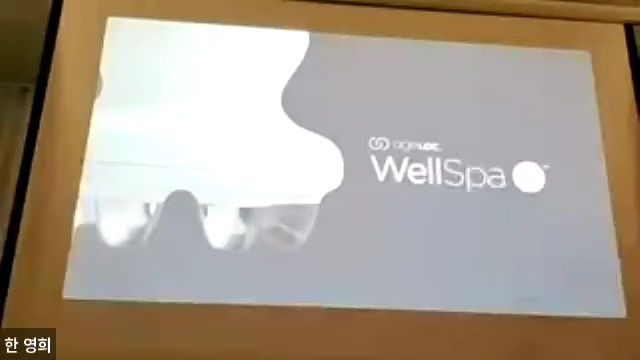 ageLOC.
WellSpa
한 영희